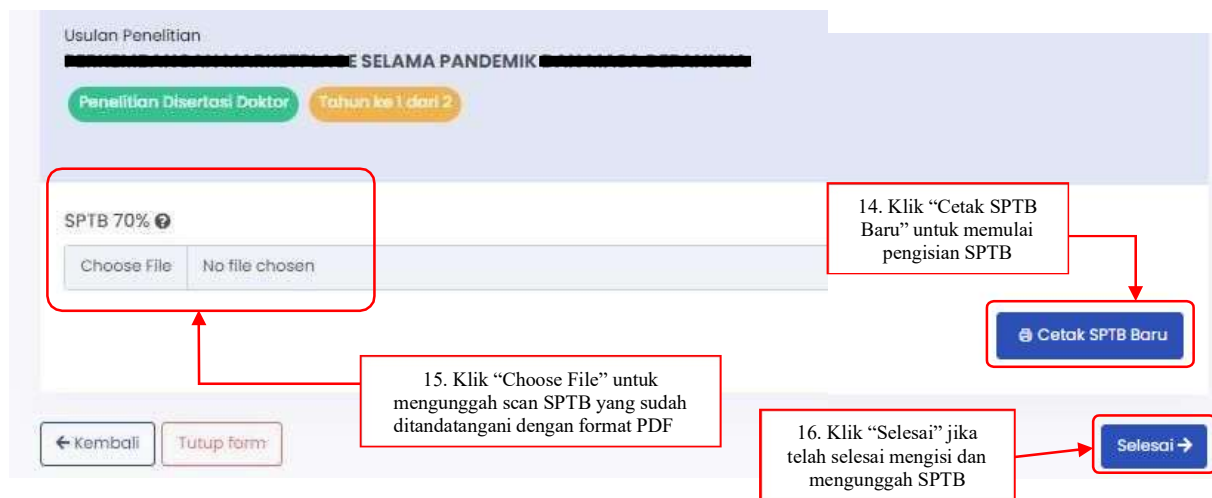 Usulan Penelitian
E SELAMA PANDEMIK
Penelitian Disertasi Doktor
Tahun ke 1 dari 2
SPTB 70%
Choose File
No file chosen
14. Klik “Cetak SPTB
Baru” untuk memulai
pengisian SPTB
Cetak SPTB Baru
15. Klik “Choose File” untuk
mengunggah scan SPTB yang sudah
ditandatangani dengan format PDF
Kembali
Tutup form
16. Klik “Selesai” jika
telah selesai mengisi dan
mengunggah SPTB
Selesai